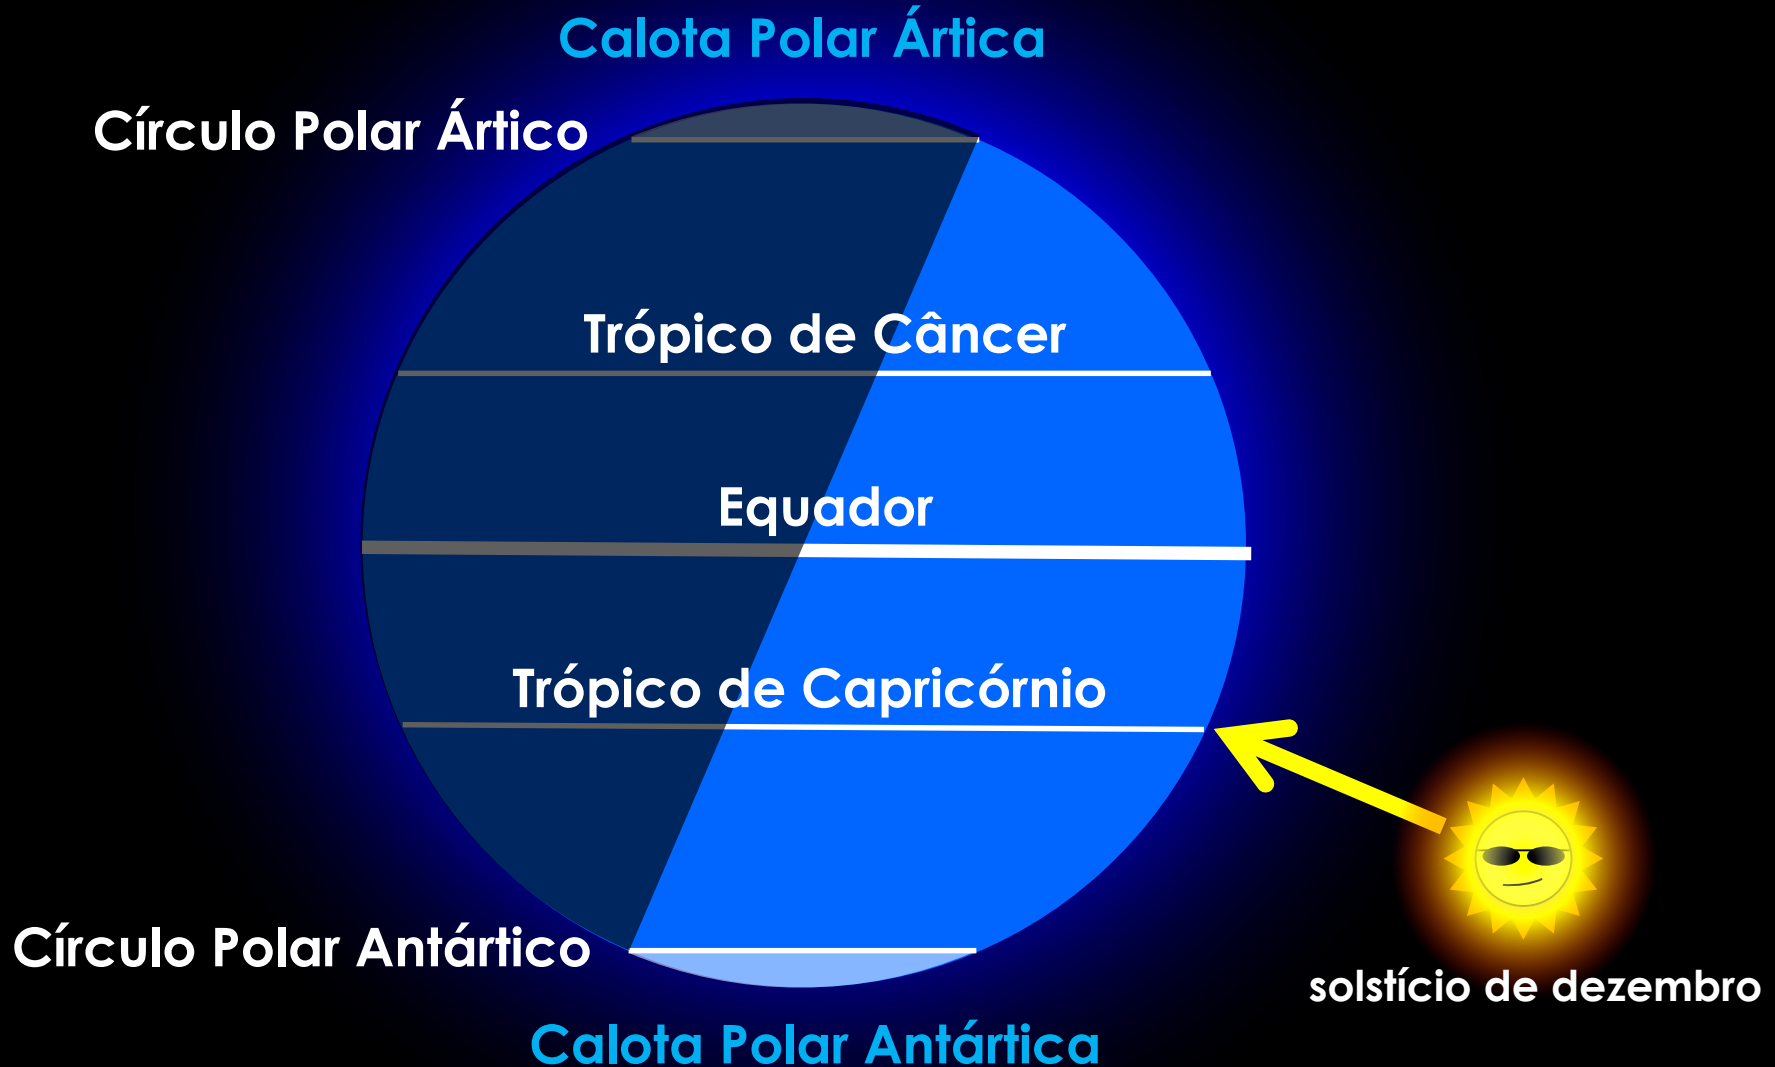 Calota Polar Ártica
Círculo Polar Ártico
Trópico de Câncer
Equador
Trópico de Capricórnio
Círculo Polar Antártico
solstício de dezembro
Calota Polar Antártica